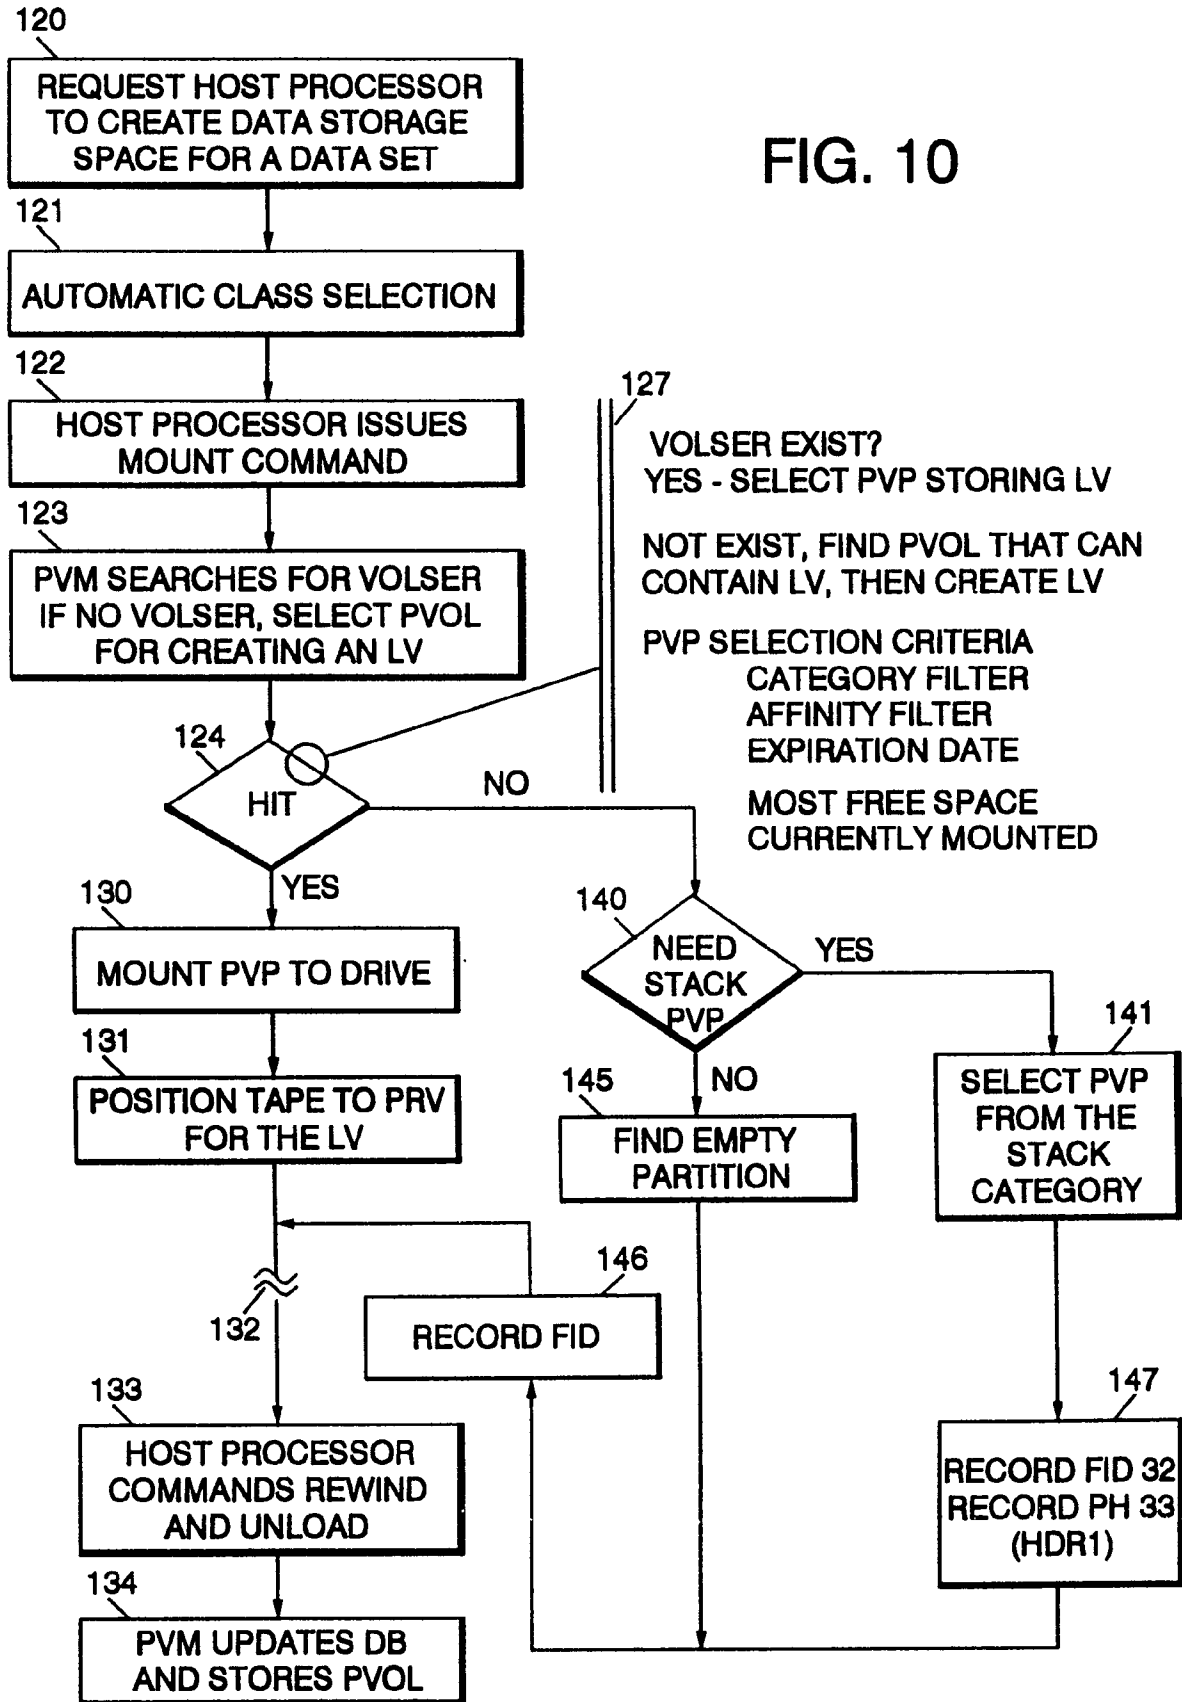 120
REQUEST HOST PROCESSOR
TO CREATE DATA STORAGE
SPACE FOR A DATA SET
FIG. 10
121
AUTOMATIC CLASS SELECTION
122
HOST PROCESSOR ISSUES
MOUNT COMMAND
123
PVM SEARCHES FOR VOLSER
IF NO VOLSER, SELECT PVOL
FOR CREATING AN LV
127
VOLSER EXIST?
YES - SELECT PVP STORING LV
NOT EXIST, FIND PVOL THAT CAN
CONTAIN LV, THEN CREATE LV
PVP SELECTION CRITERIA
CATEGORY FILTER
AFFINITY FILTER
EXPIRATION DATE
MOST FREE SPACE
CURRENTLY MOUNTED
124
HIT
NO
YES
130
MOUNT PVP TO DRIVE
131
POSITION TAPE TO PRV
FOR THE LV
132
133
HOST PROCESSOR
COMMANDS REWIND
AND UNLOAD
134
PVM UPDATES DB
AND STORES PVOL
140
NEED
STACK
PVP
YES
NO
145
FIND EMPTY
PARTITION
146
RECORD FID
141
SELECT PVP
FROM THE
STACK
CATEGORY
147
RECORD FID 32
RECORD PH 33
(HDR1)